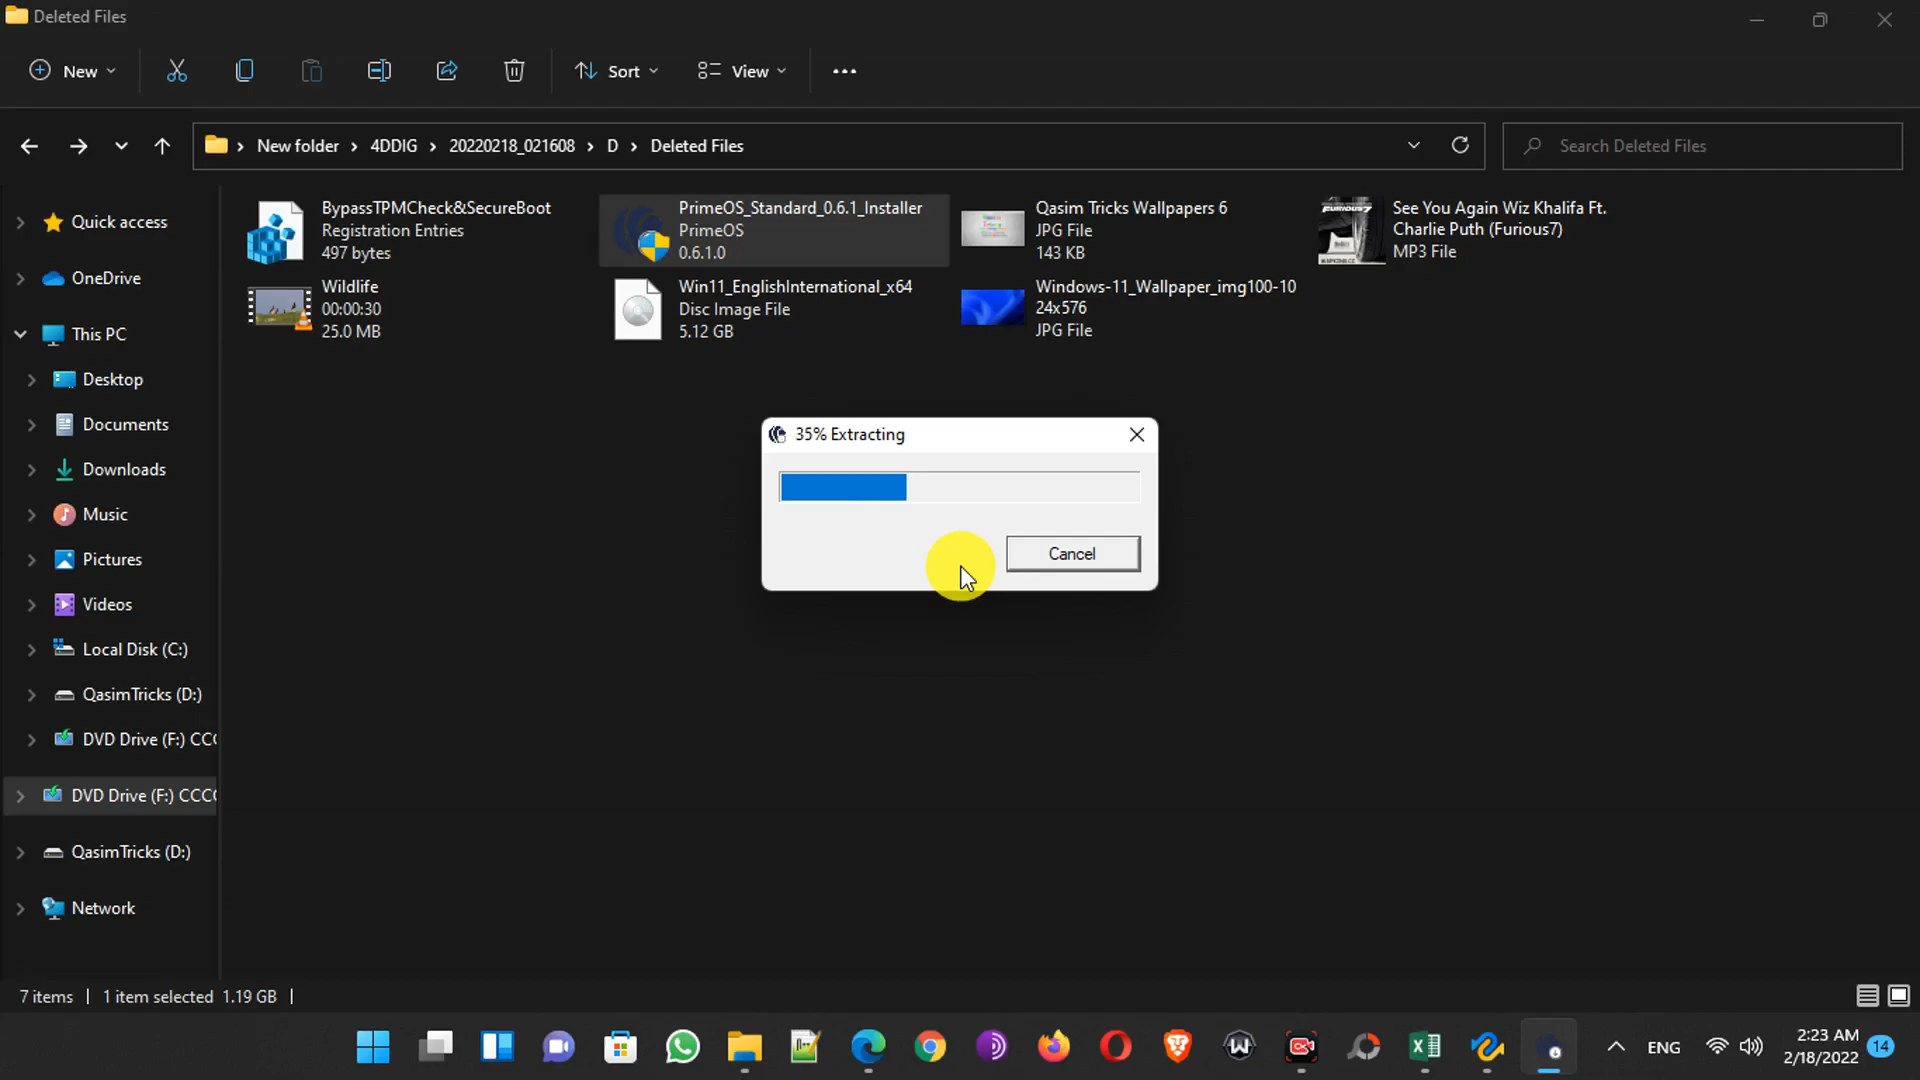 Deleted Files
New
Sort
View
New folder > 4DDIG > 20220218_021608 > D > Deleted Files
Search Deleted Files
Quick access
OneDrive
This PC
Desktop
Documents
Downloads
Music
Pictures
Videos
Local Disk (C:)
QasimTricks (D:)
DVD Drive (F:) CCC
DVD Drive (F:) CCC
QasimTricks (D:)
Network
BypassTPMCheck&SecureBoot
Registration Entries
497 bytes
PrimeOS_Standard_0.6.1_Installer
PrimeOS
0.6.1.0
Qasim Tricks Wallpapers 6
JPG File
143 KB
See You Again Wiz Khalifa Ft.
Charlie Puth (Furious7)
MP3 File
Wildlife
00:00:30
25.0 MB
Win11_EnglishInternational_x64
Disc Image File
5.12 GB
Windows-11_Wallpaper_img100-10
24x576
JPG File
35% Extracting
Cancel
7 items
1 item selected 1.19 GB
ENG
2:23 AM
2/18/2022
14